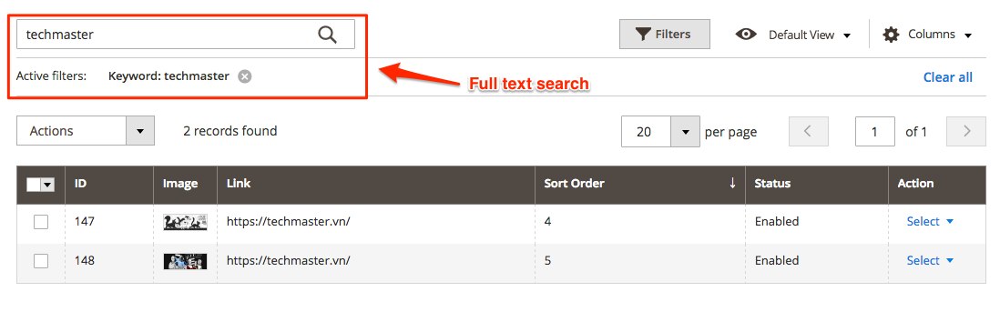 techmaster
Filters Default View Columns
Active filters: Keyword: techmaster Clear all
Full text search
Actions 2 records found 20 per page 1 of 1
ID Image Link Sort Order ↓ Status Action
147 https://techmaster.vn/ 4 Enabled Select
148 https://techmaster.vn/ 5 Enabled Select